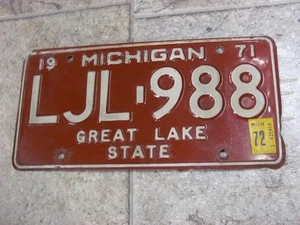 19 MICHIGAN 71
LJL-988
GREAT LAKE
STATE
72